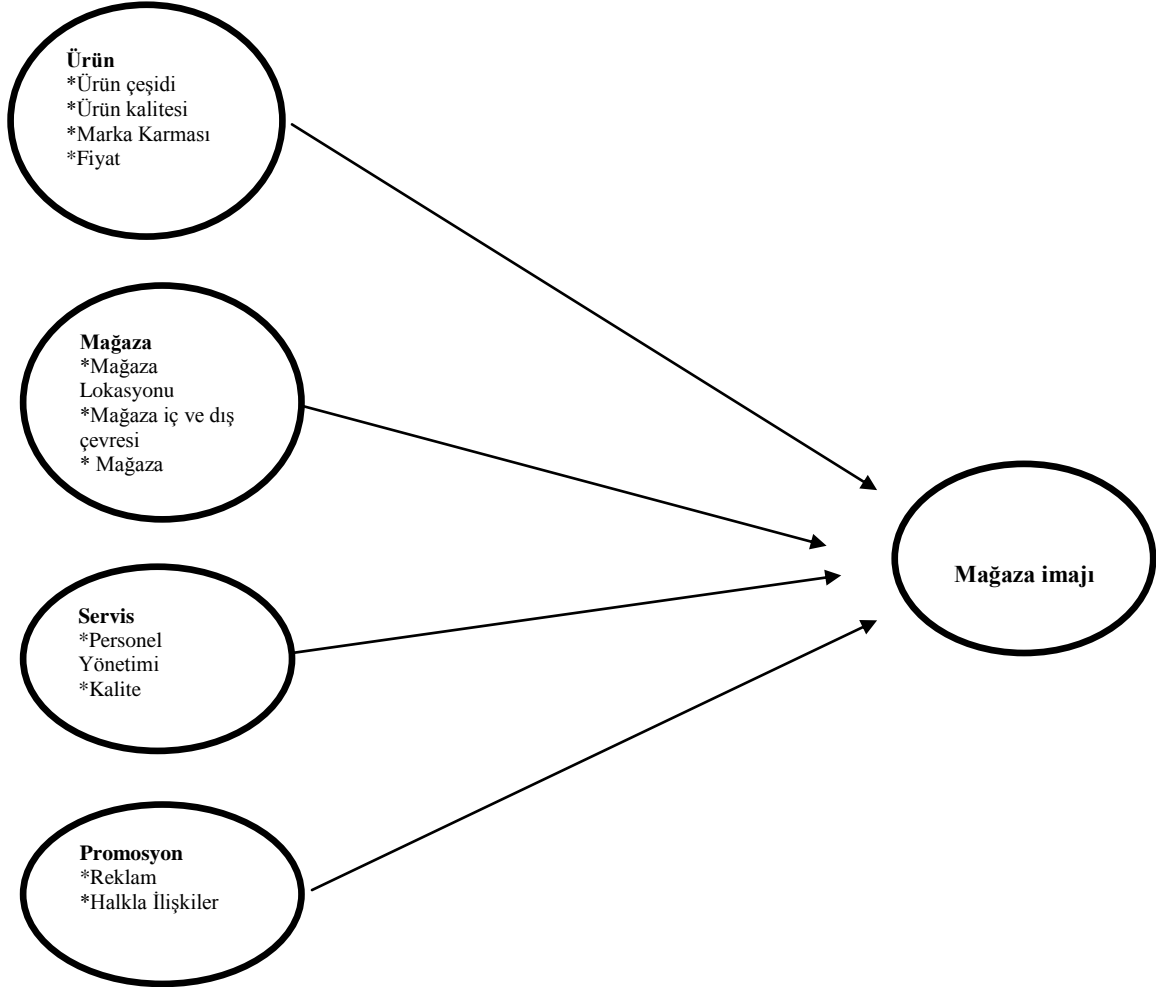 Ürün
*Ürün çeşidi
*Ürün kalitesi
*Marka Karması
*Fiyat
Mağaza
*Mağaza
Lokasyonu
*Mağaza iç ve dış
çevresi
* Mağaza
Servis
*Personel
Yönetimi
*Kalite
Promosyon
*Reklam
*Halkla İlişkiler
Mağaza imajı